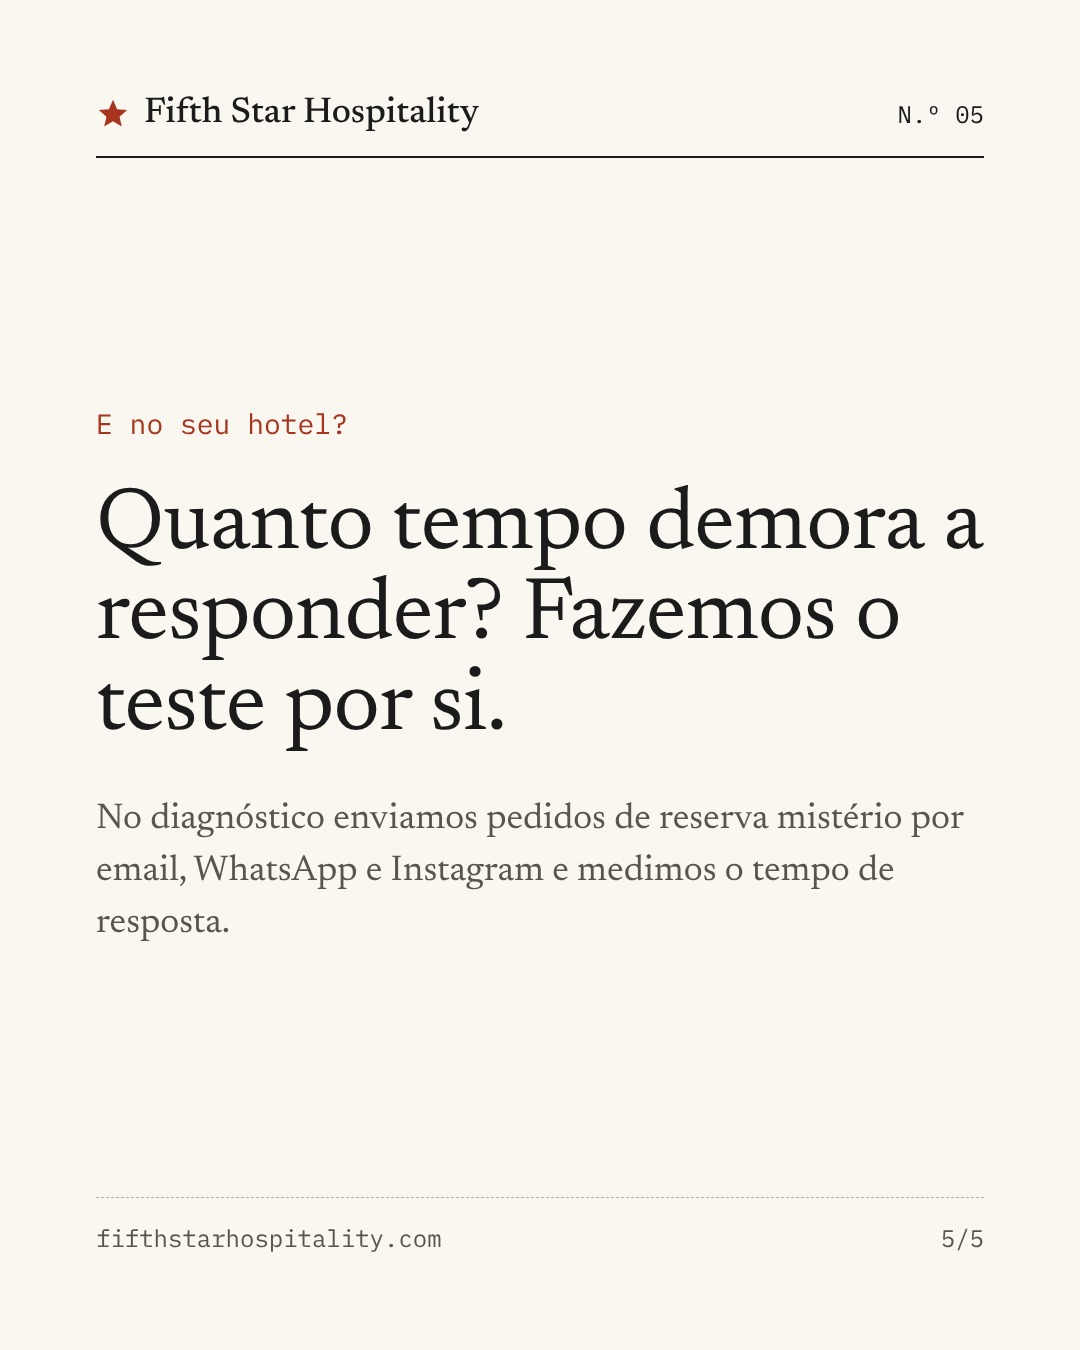 Fifth Star Hospitality
N.º 05
E no seu hotel?
Quanto tempo demora a
responder? Fazemos o
teste por si.
No diagnóstico enviamos pedidos de reserva mistério por
email, WhatsApp e Instagram e medimos o tempo de
resposta.
fifthstarhospitality.com
5/5